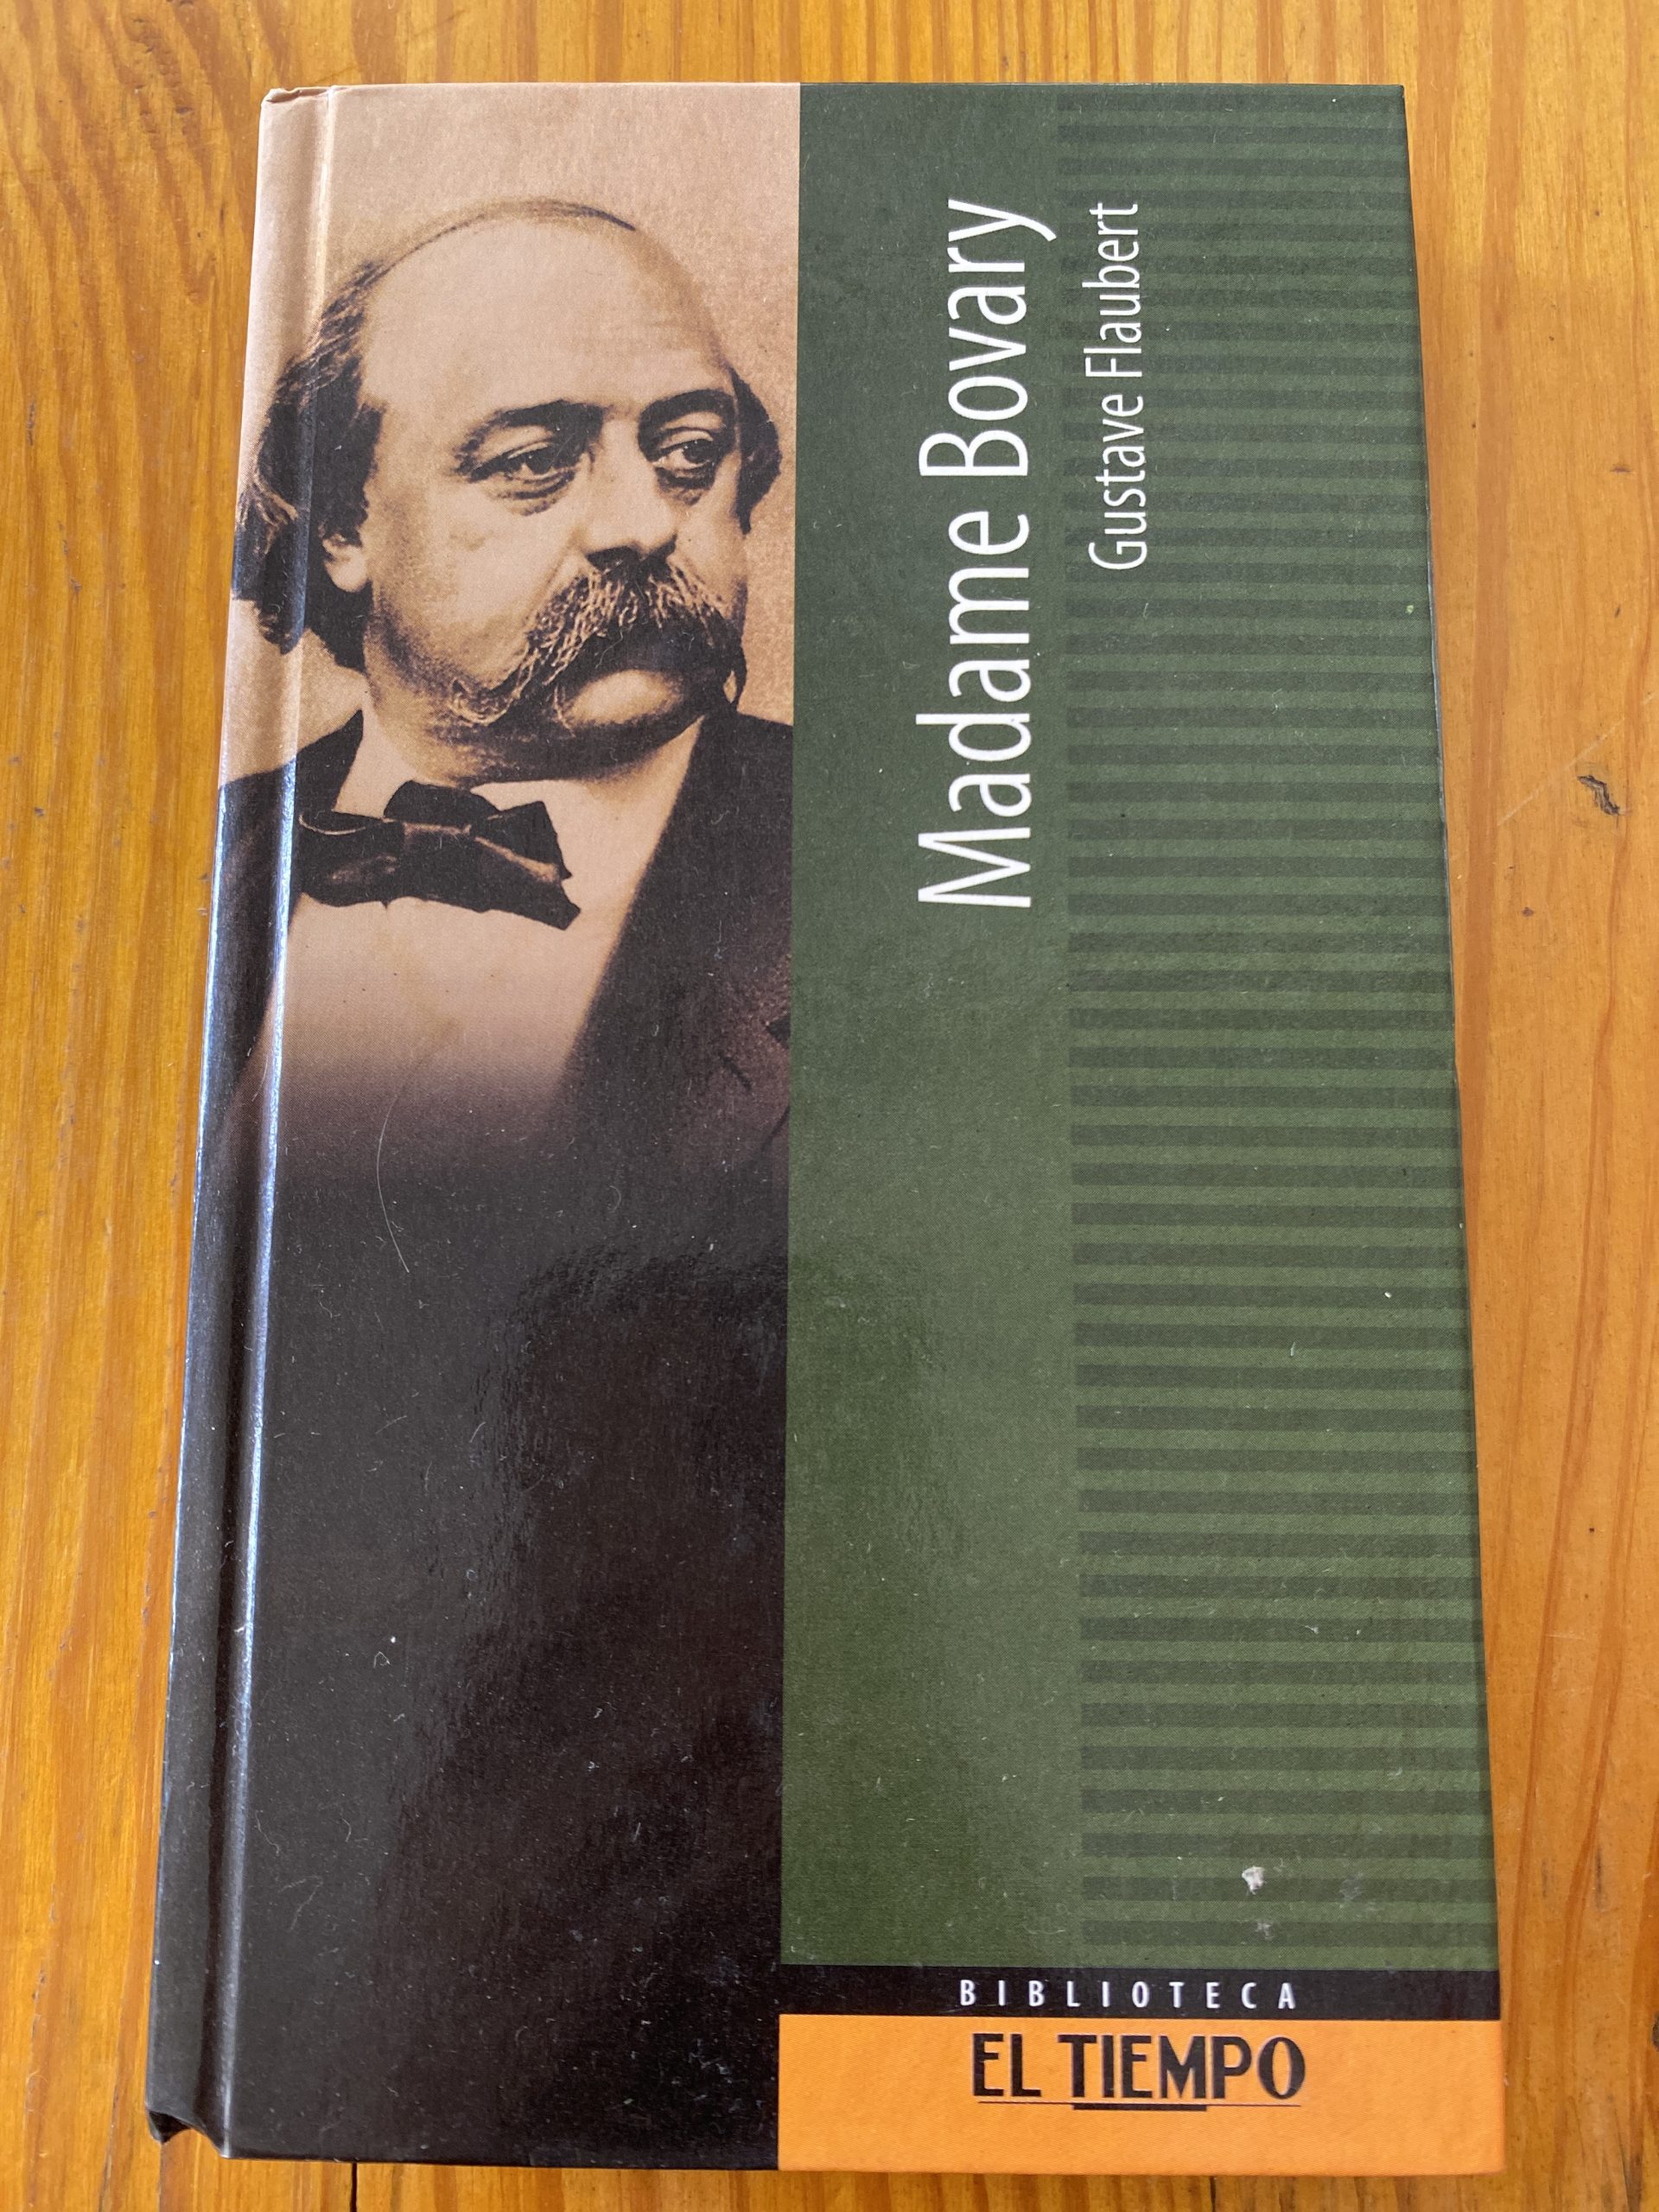 Madame Bovary
Gustave Flaubert
BIBLIOTECA
EL TIEMPO